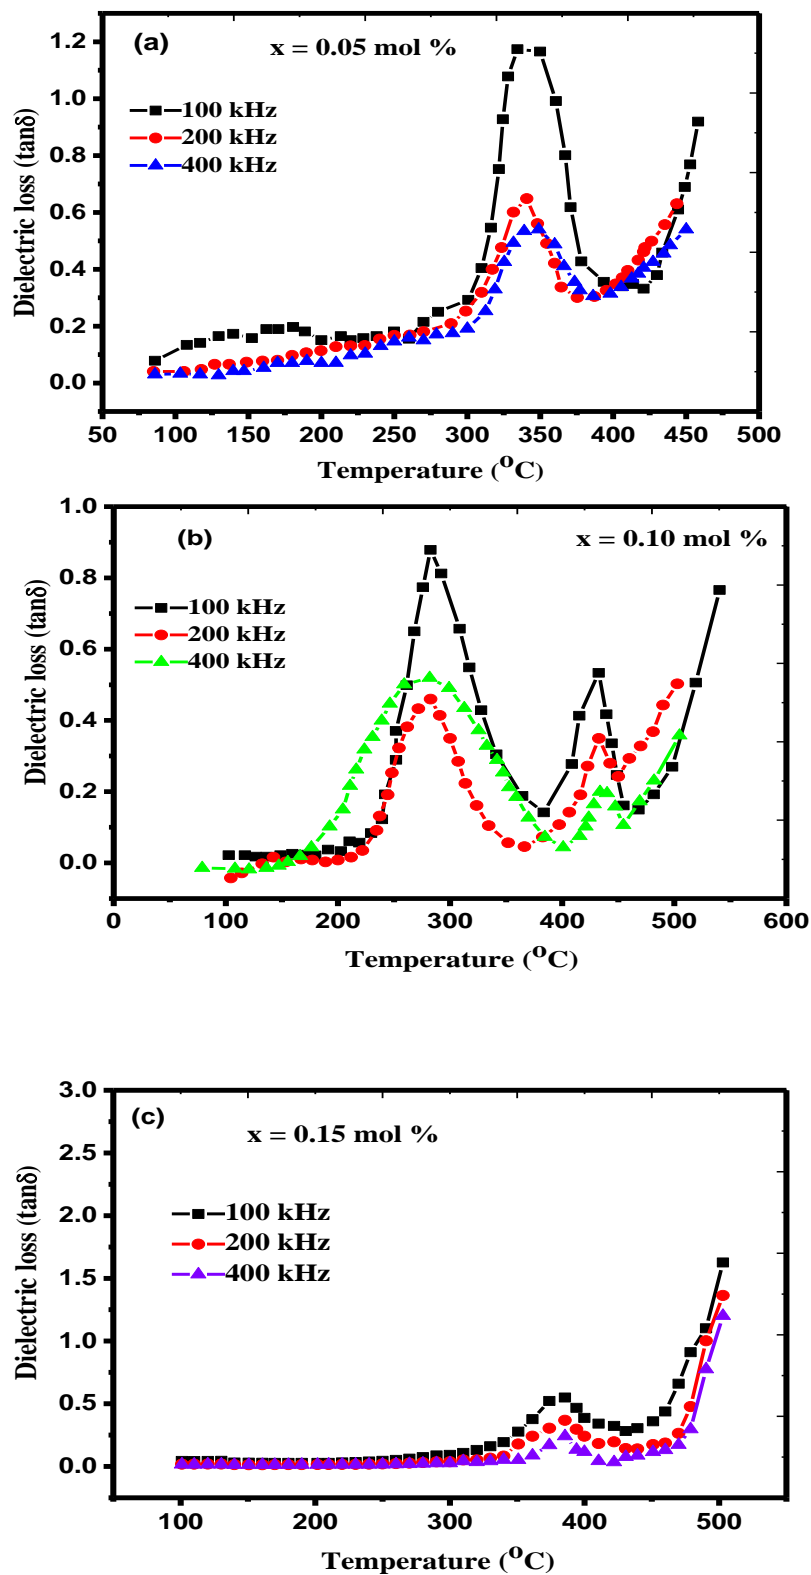 (a)
x = 0.05 mol %
100 kHz
200 kHz
400 kHz
Dielectric loss (tanδ)
1.2
1.0
0.8
0.6
0.4
0.2
0.0
50 100 150 200 250 300 350 400 450 500
Temperature (°C)
(b)
x = 0.10 mol %
100 kHz
200 kHz
400 kHz
Dielectric loss (tanδ)
1.0
0.8
0.6
0.4
0.2
0.0
0 100 200 300 400 500 600
Temperature (°C)
(c)
x = 0.15 mol %
100 kHz
200 kHz
400 kHz
Dielectric loss (tanδ)
3.0
2.5
2.0
1.5
1.0
0.5
0.0
100 200 300 400 500
Temperature (°C)